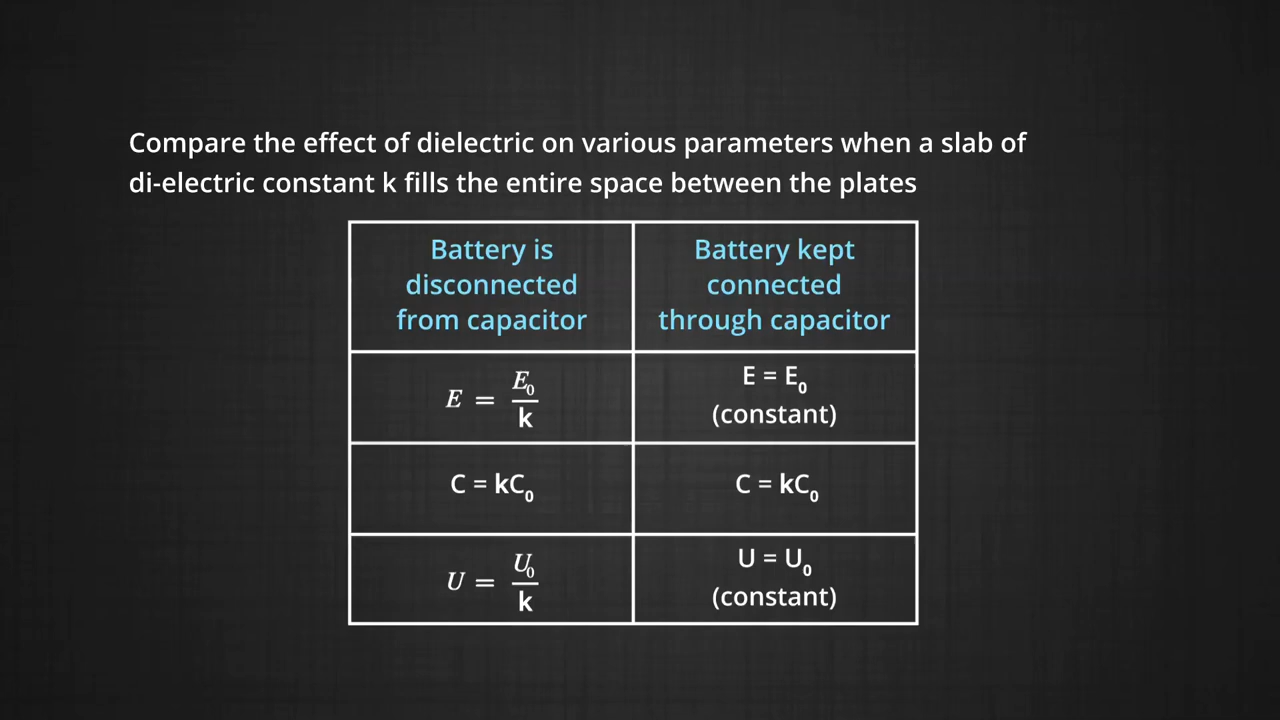 Compare the effect of dielectric on various parameters when a slab of
di-electric constant k fills the entire space between the plates
Battery is
disconnected
from capacitor
Battery kept
connected
through capacitor
E = E₀/k
E = E₀
(constant)
C = kC₀
C = kC₀
U = U₀/k
U = U₀
(constant)